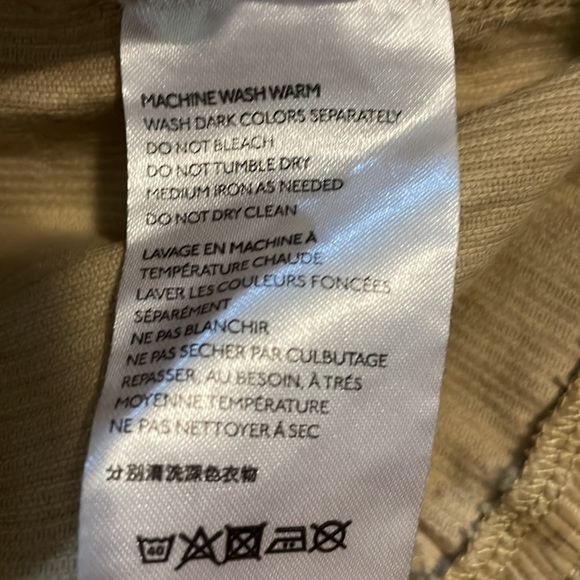 MACHINE WASH WARM
WASH DARK COLORS SEPARATELY
DO NOT BLEACH
DO NOT TUMBLE DRY
MEDIUM IRON AS NEEDED
DO NOT DRY CLEAN
LAVAGE EN MACHINE À
TEMPÉRATURE CHAUDE
LAVER LES COULEURS FONCÉES
SÉPARÉMENT
NE PAS BLANCHIR
NE PAS SÉCHER PAR CULBUTAGE
REPASSER, AU BESOIN, À TRÉS
MOYENNE TEMPÉRATURE
NE PAS NETTOYER À SEC
分别清洗深色衣物
40